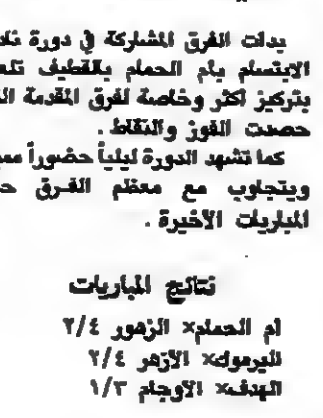 بدأت الفرق المشاركة في دورة
الابتسام بأم الحمام بالقطيف
بتركيز أكثر وخاصة لفرق المقدمة
حصدت الفوز والنقاط .
كما تشهد الدورة ليلياً حضوراً
ويتجاوب مع معظم الفرق
المباريات الأخيرة .
نتائج المباريات
أم الحمام× الزهور ٢/٤
اليرموك× الأزهر ٢/٤
الهدف× الأوجام ١/٣